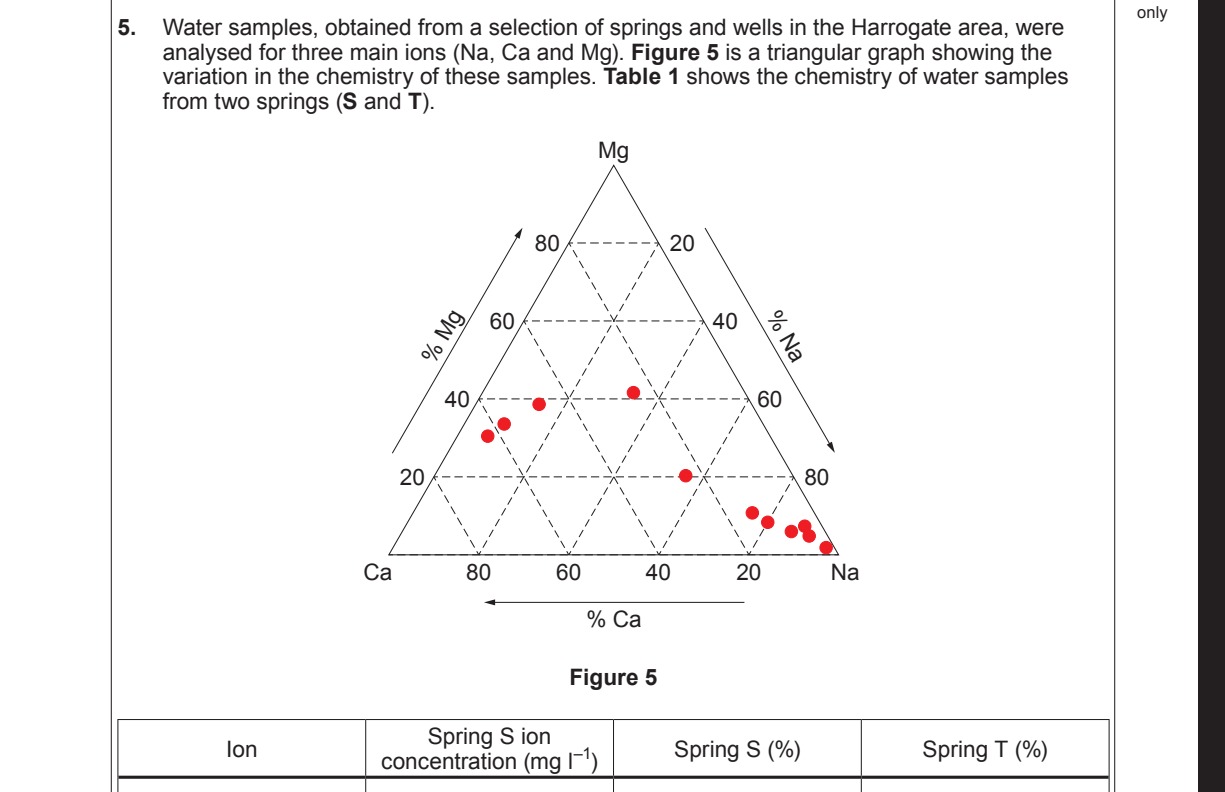 only
5. Water samples, obtained from a selection of springs and wells in the Harrogate area, were
analysed for three main ions (Na, Ca and Mg). Figure 5 is a triangular graph showing the
variation in the chemistry of these samples. Table 1 shows the chemistry of water samples
from two springs (S and T).
Mg
80 20
60 40
% Mg % Na
40 60
20 80
Ca 80 60 40 20 Na
% Ca
Figure 5
Ion
Spring S ion
concentration (mg l–1)
Spring S (%)
Spring T (%)